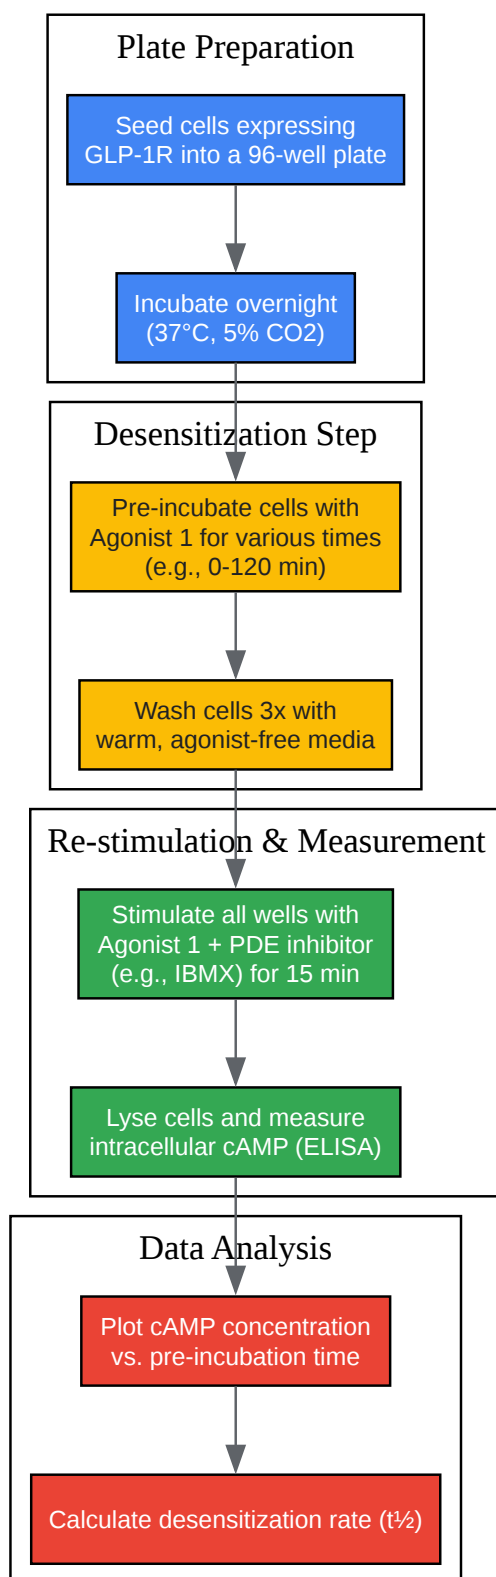 Plate Preparation
Seed cells expressing
GLP-1R into a 96-well plate
Incubate overnight
(37°C, 5% CO2)
Desensitization Step
Pre-incubate cells with
Agonist 1 for various times
(e.g., 0-120 min)
Wash cells 3x with
warm, agonist-free media
Re-stimulation & Measurement
Stimulate all wells with
Agonist 1 + PDE inhibitor
(e.g., IBMX) for 15 min
Lyse cells and measure
intracellular cAMP (ELISA)
Data Analysis
Plot cAMP concentration
vs. pre-incubation time
Calculate desensitization rate (t½)